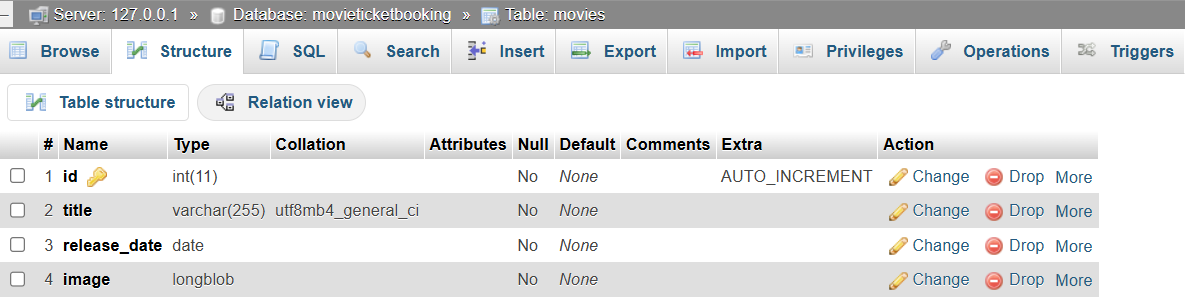 Server: 127.0.0.1 » Database: movieticketbooking » Table: movies
Browse Structure SQL Search Insert Export Import Privileges Operations Triggers
Table structure Relation view
# Name Type Collation Attributes Null Default Comments Extra Action
1 id int(11) No None AUTO_INCREMENT Change Drop More
2 title varchar(255) utf8mb4_general_ci No None Change Drop More
3 release_date date No None Change Drop More
4 image longblob No None Change Drop More